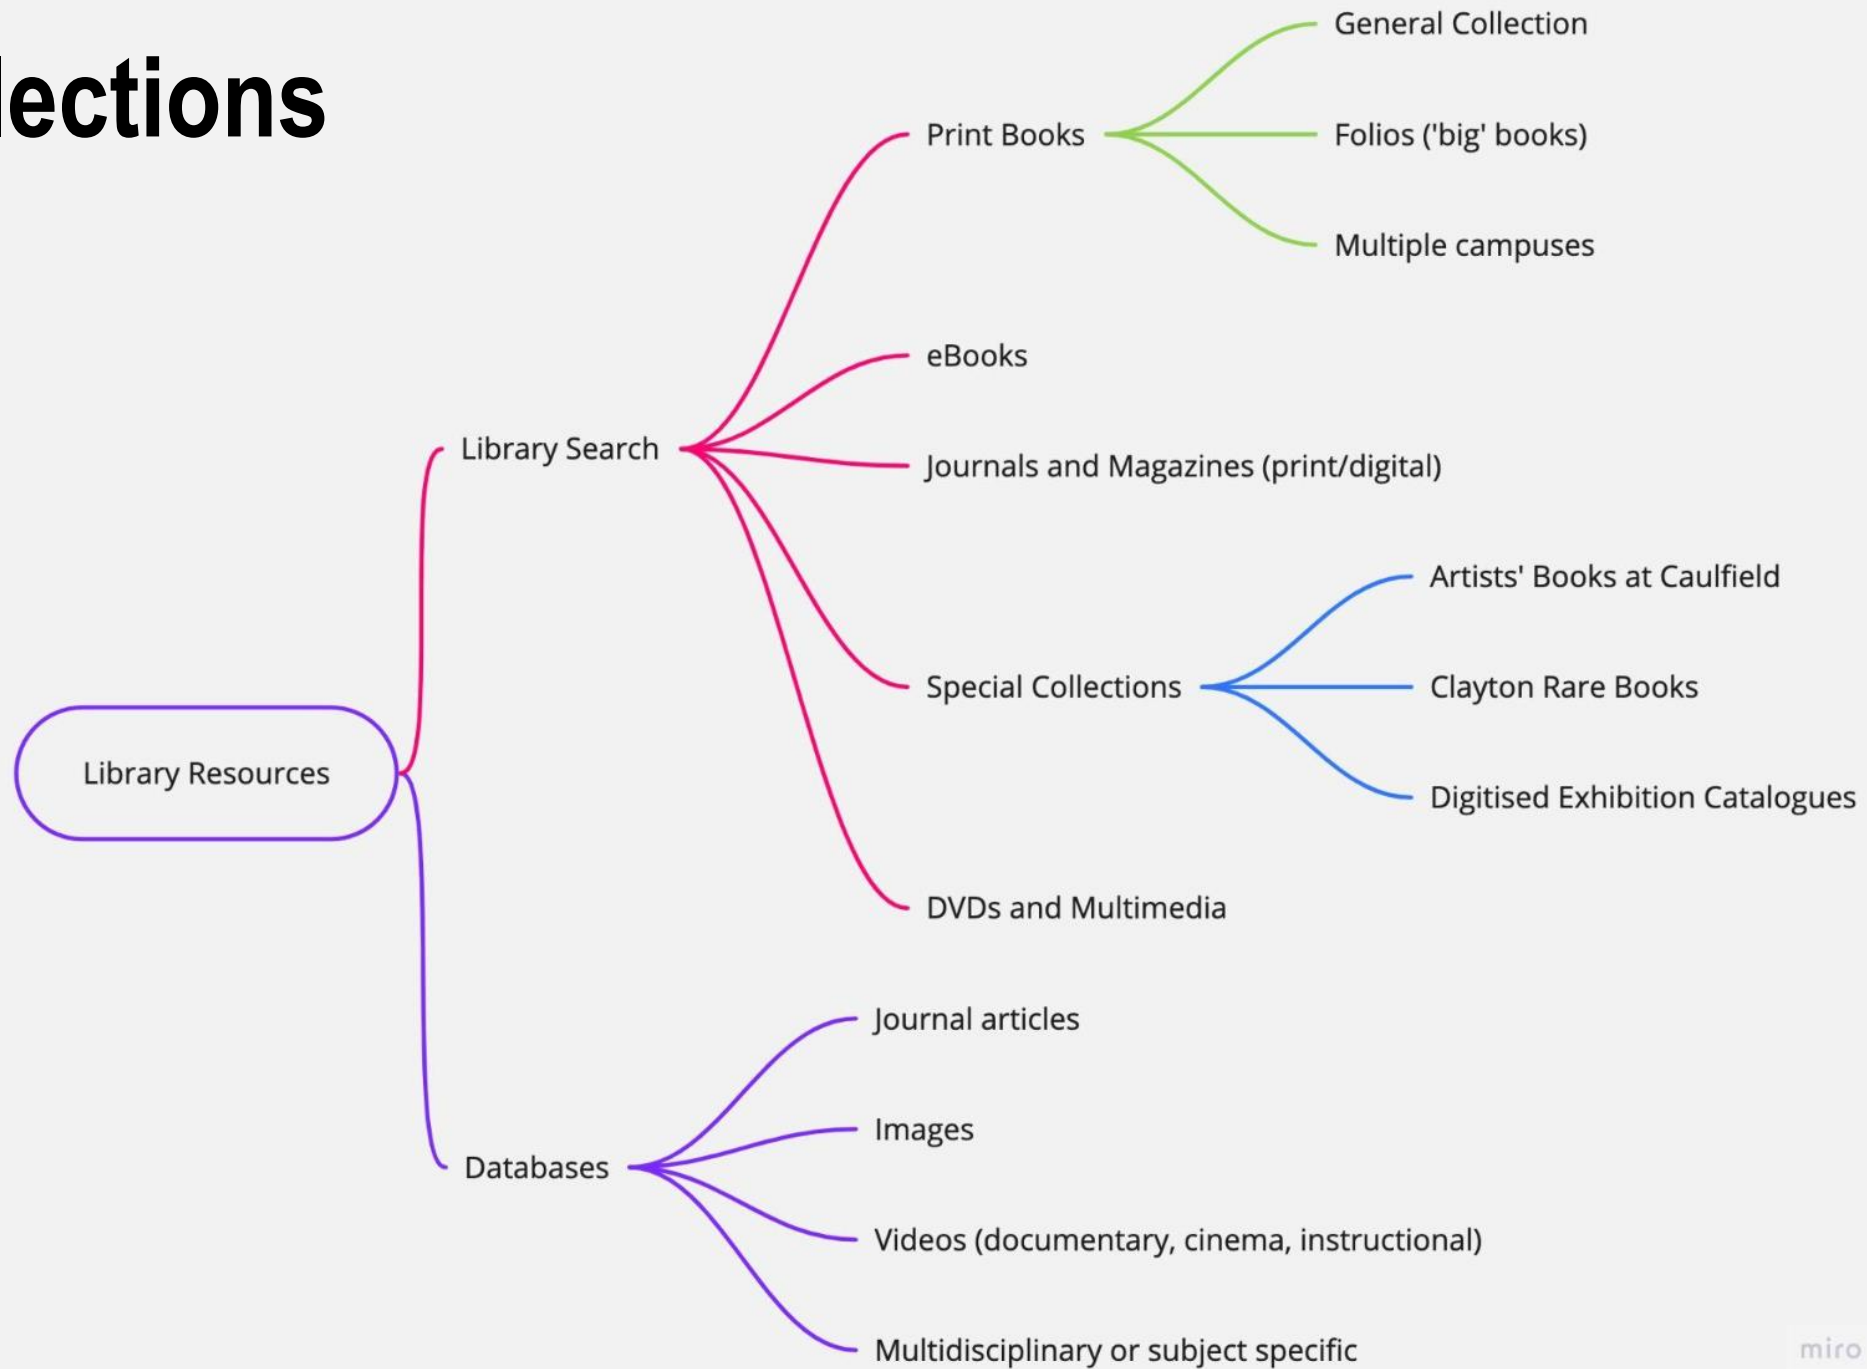 lections
General Collection
Print Books
Folios ('big' books)
Multiple campuses
eBooks
Library Search
Journals and Magazines (print/digital)
Artists' Books at Caulfield
Special Collections
Clayton Rare Books
Library Resources
Digitised Exhibition Catalogues
DVDs and Multimedia
Journal articles
Images
Databases
Videos (documentary, cinema, instructional)
Multidisciplinary or subject specific
miro